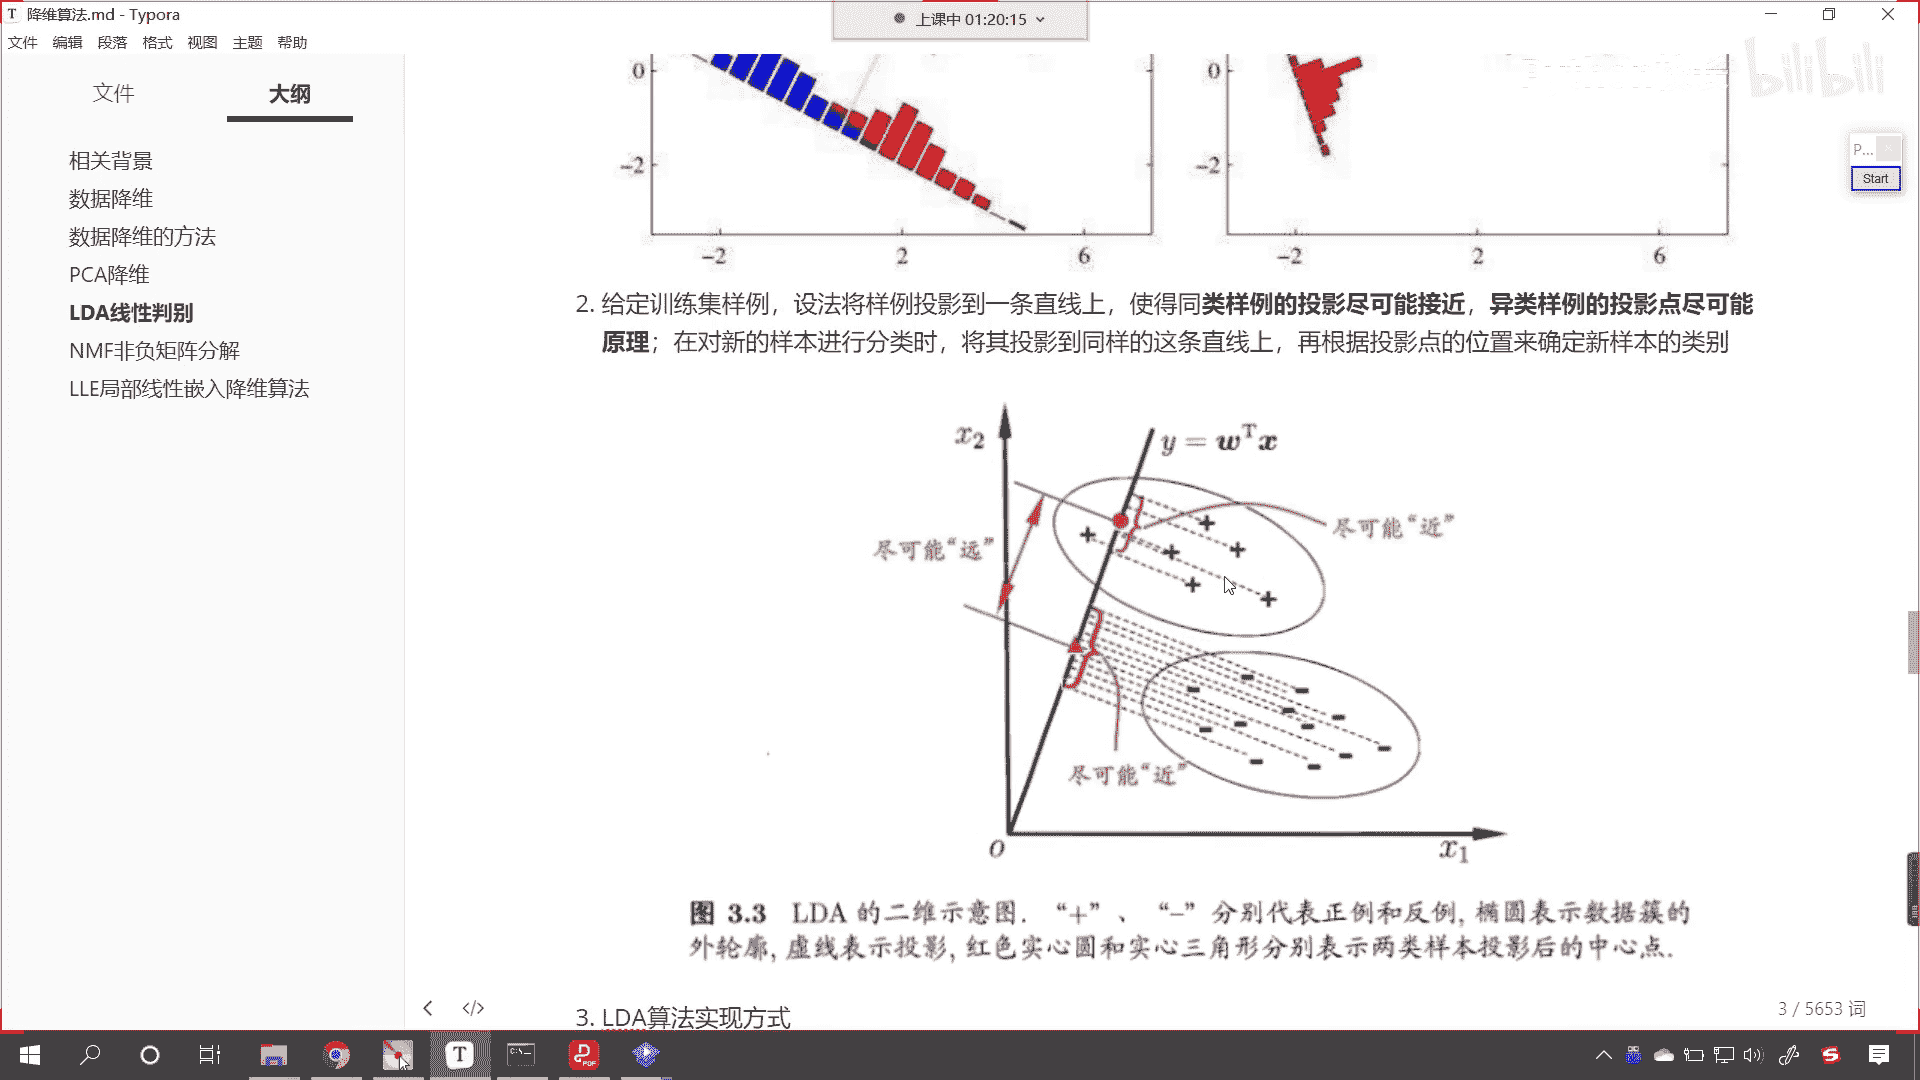 降维算法.md - Typora
上课中 01:20:15
文件 编辑 段落 格式 视图 主题 帮助
文件 大纲
相关背景
数据降维
数据降维的方法
PCA降维
LDA线性判别
NMF非负矩阵分解
LLE局部线性嵌入降维算法
0
-2
-2 2 6
0
-2
-2 2 6
bilibili
P...
Start
2. 给定训练集样例，设法将样例投影到一条直线上，使得同类样例的投影尽可能接近，异类样例的投影点尽可能
原理；在对新的样本进行分类时，将其投影到同样的这条直线上，再根据投影点的位置来确定新样本的类别
x₂
y = wᵀx
尽可能“远”
尽可能“近”
尽可能“近”
O
x₁
图 3.3 LDA 的二维示意图. “+”、“-”分别代表正例和反例, 椭圆表示数据簇的
外轮廓, 虚线表示投影, 红色实心圆和实心三角形分别表示两类样本投影后的中心点.
3. LDA算法实现方式
3 / 5653 词